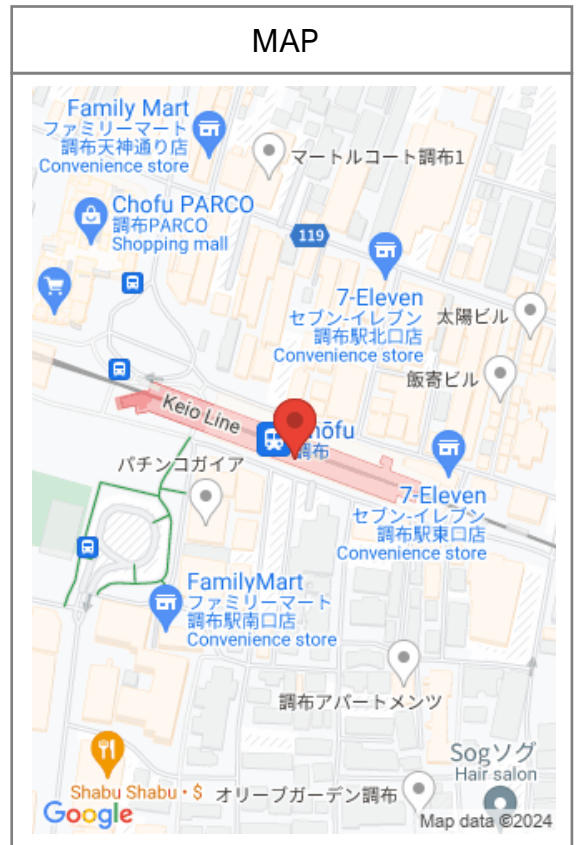 MAP
Family Mart
ファミリーマート
調布天神通り店
Convenience store
マートルコート調布1
Chofu PARCO
調布PARCO
Shopping mall
119
7-Eleven
セブン-イレブン
調布駅北口店
Convenience store
太陽ビル
飯寄ビル
Keio Line
hōfu
調布
パチンコガイア
7-Eleven
セブン-イレブン
調布駅東口店
Convenience store
FamilyMart
ファミリーマート
調布駅南口店
Convenience store
調布アパートメンツ
Sogソグ
Hair salon
Shabu Shabu · $
オリーブガーデン調布
Google
Map data ©2024